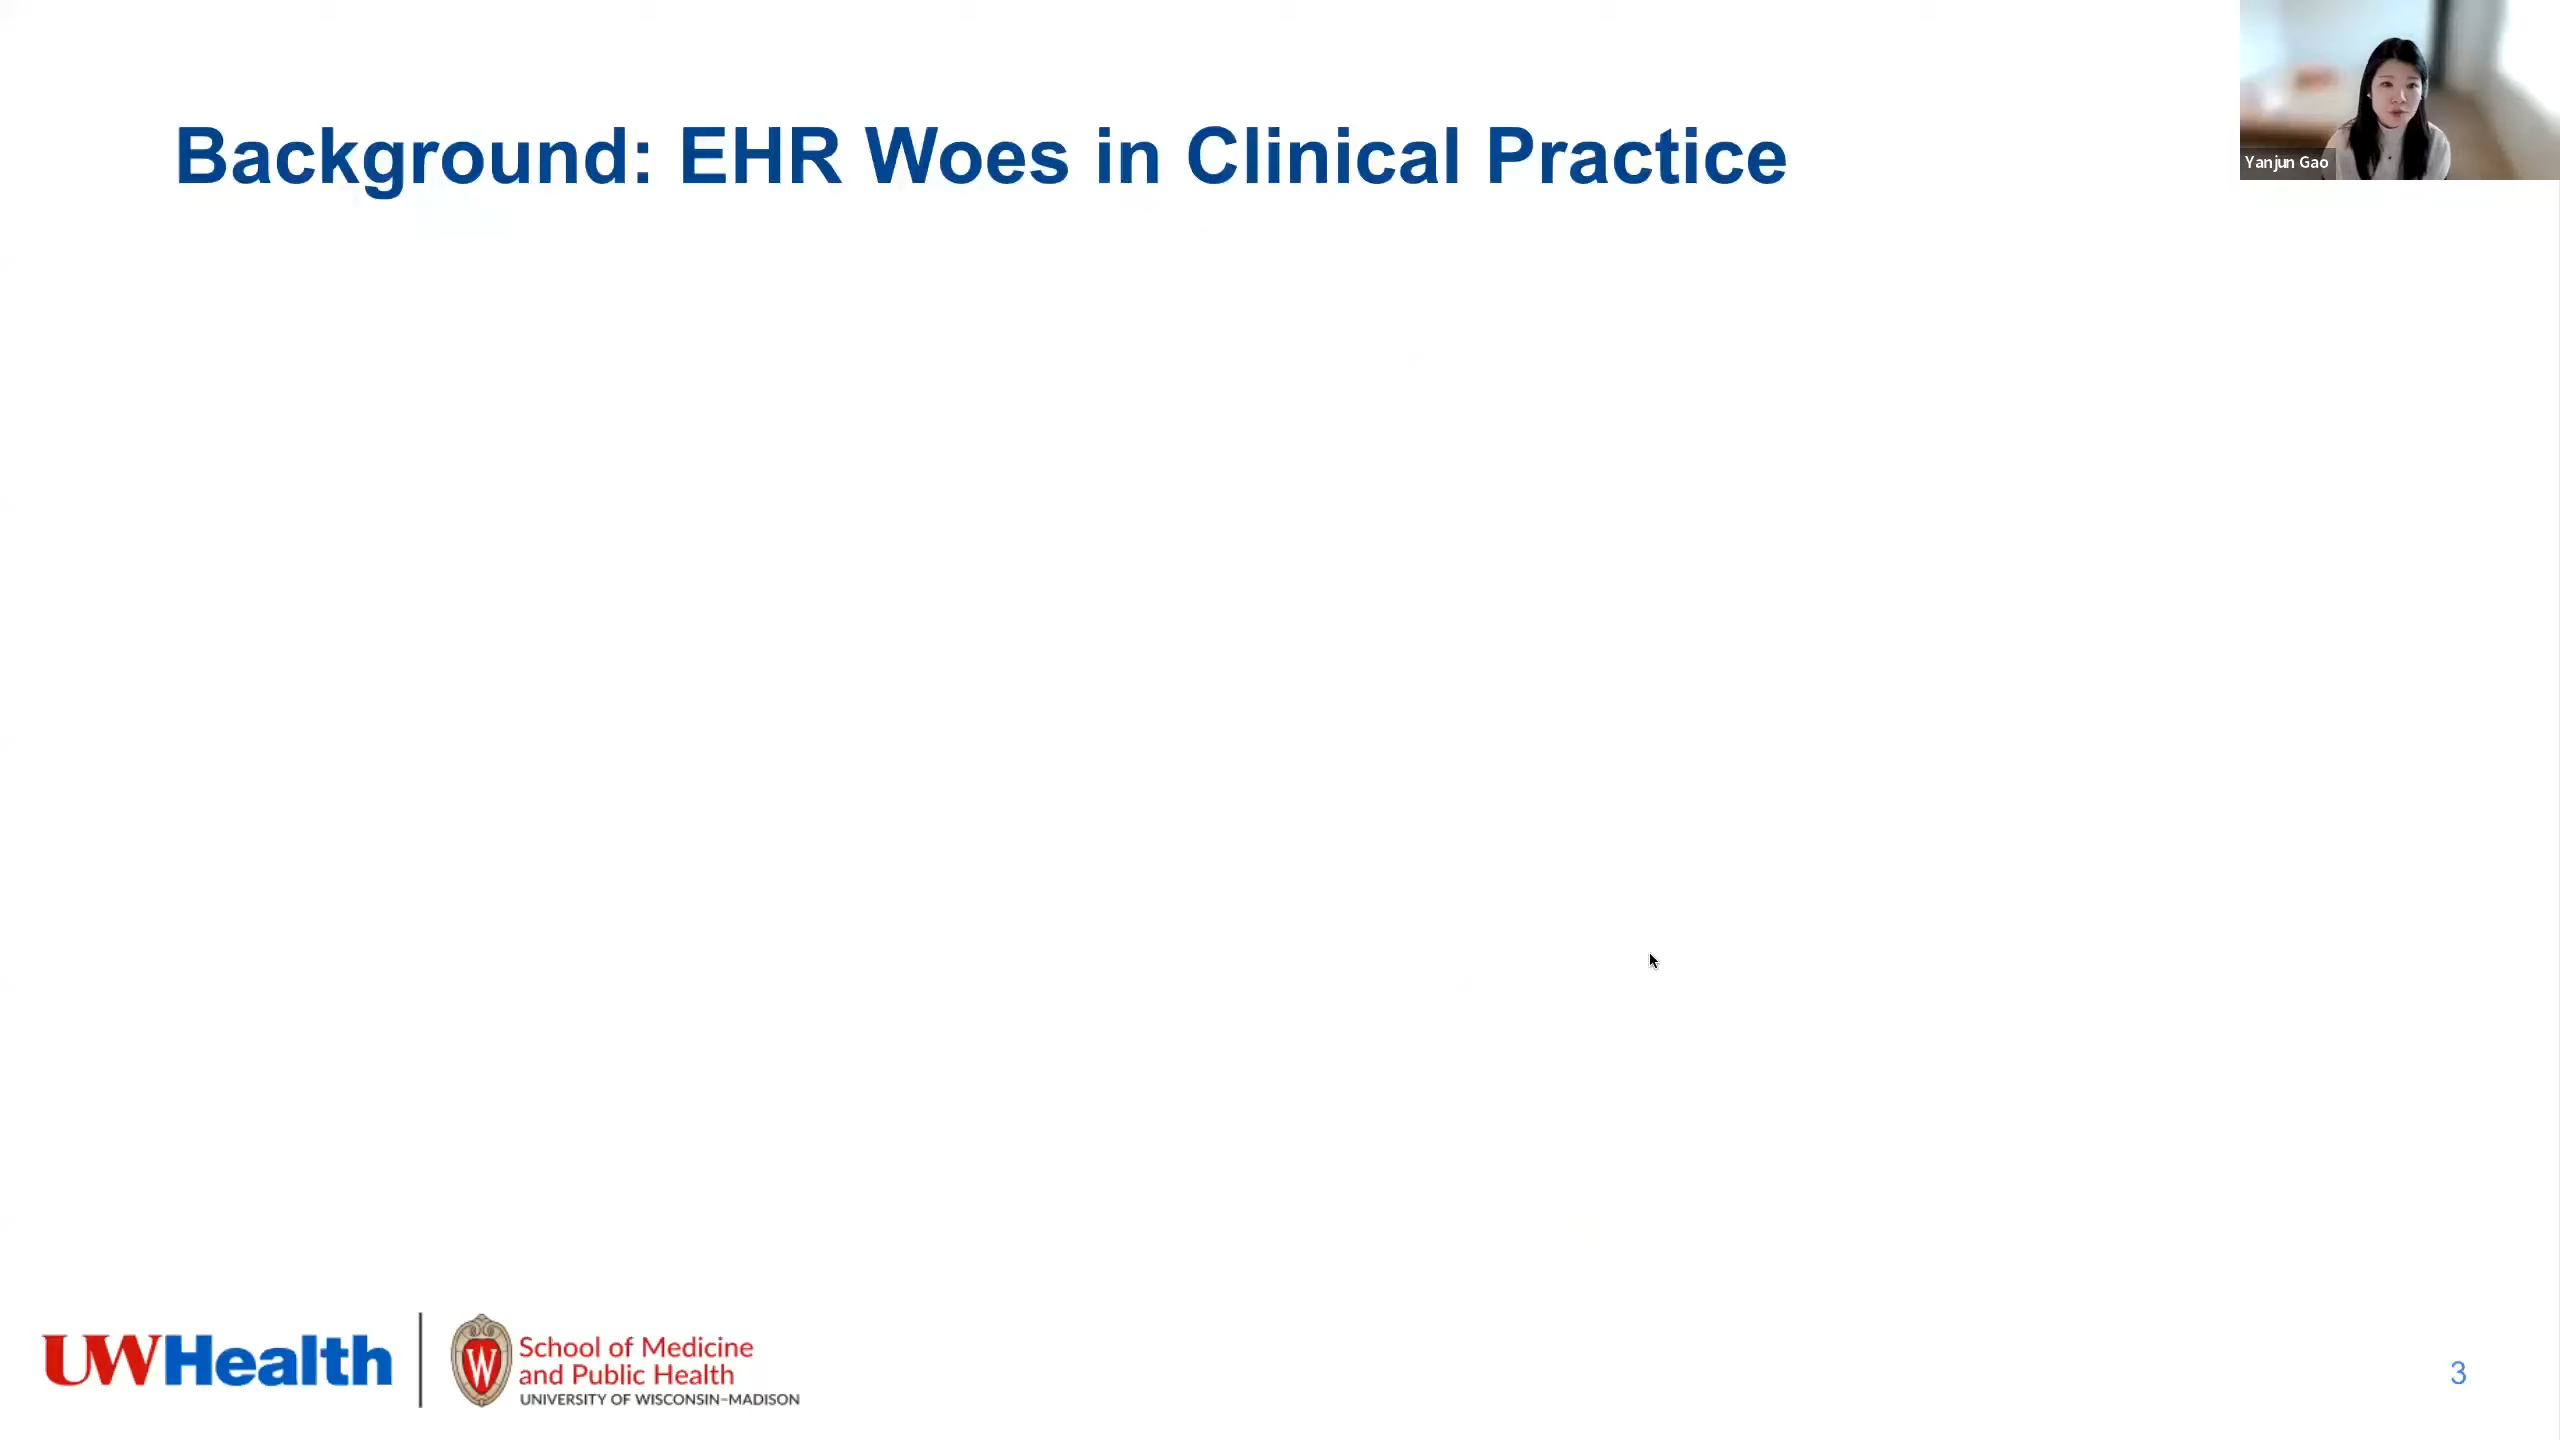 Background: EHR Woes in Clinical Practice
Yanjun Gao
UWHealth
W
School of Medicine
and Public Health
UNIVERSITY OF WISCONSIN–MADISON
3